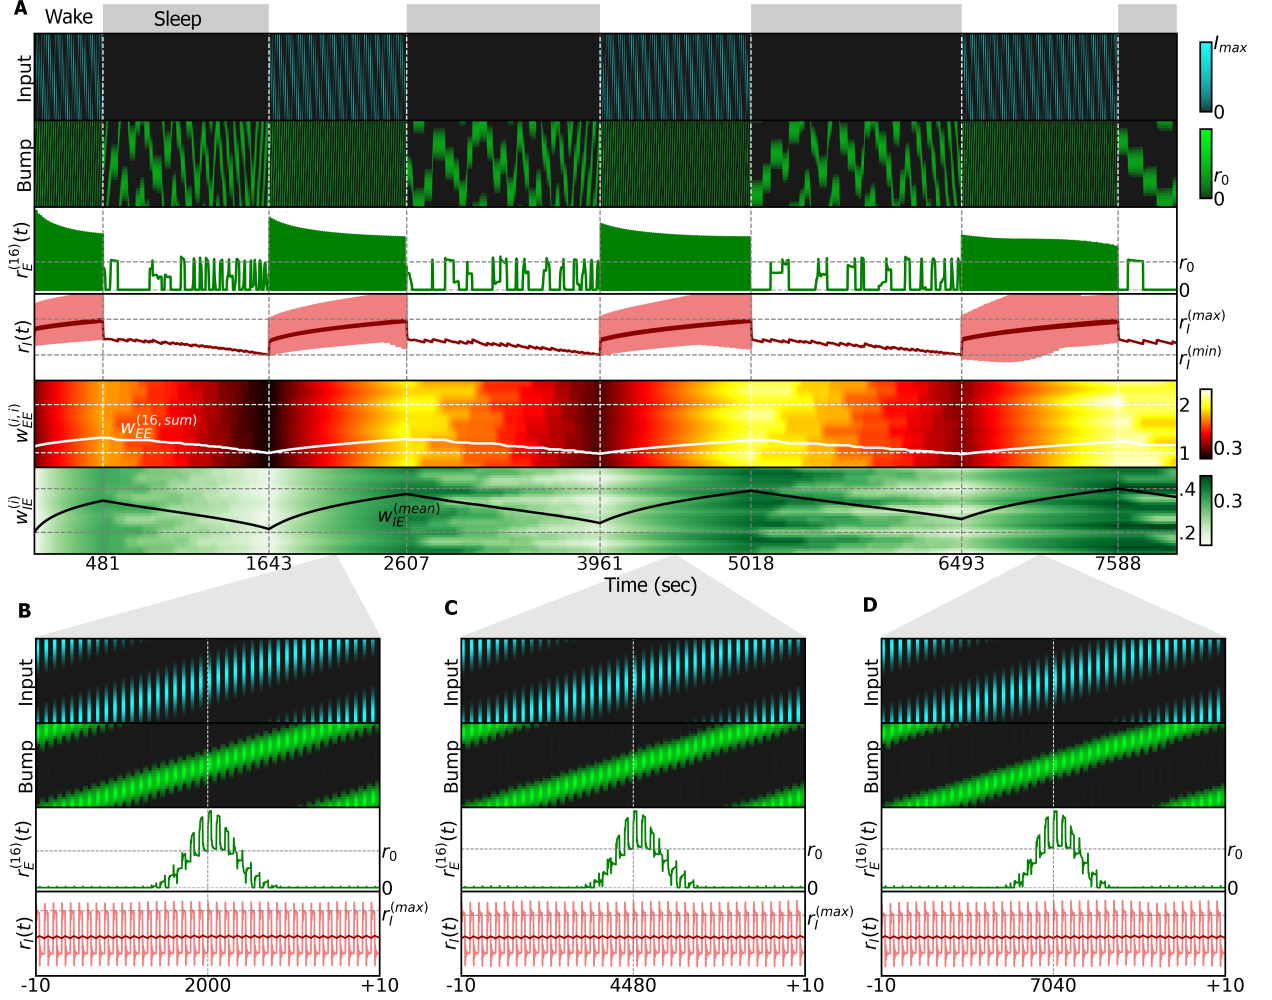 A
Wake
Sleep
Input
I_max
0
Bump
r_0
0
r_E^(16)(t)
r_0
0
r_I(t)
r_I^(max)
r_I^(min)
w_EE^(i,i)
w_EE^(16, sum)
2
1
0.3
w_IE^(i)
w_IE^(mean)
.4
.2
0.3
481 1643 2607 3961 5018 6493 7588
Time (sec)
B
Input
Bump
r_E^(16)(t)
r_0
0
r_I(t)
r_I^(max)
-10 2000 +10
C
Input
Bump
r_E^(16)(t)
r_0
0
r_I(t)
r_I^(max)
-10 4480 +10
D
Input
Bump
r_E^(16)(t)
r_0
0
r_I(t)
-10 7040 +10